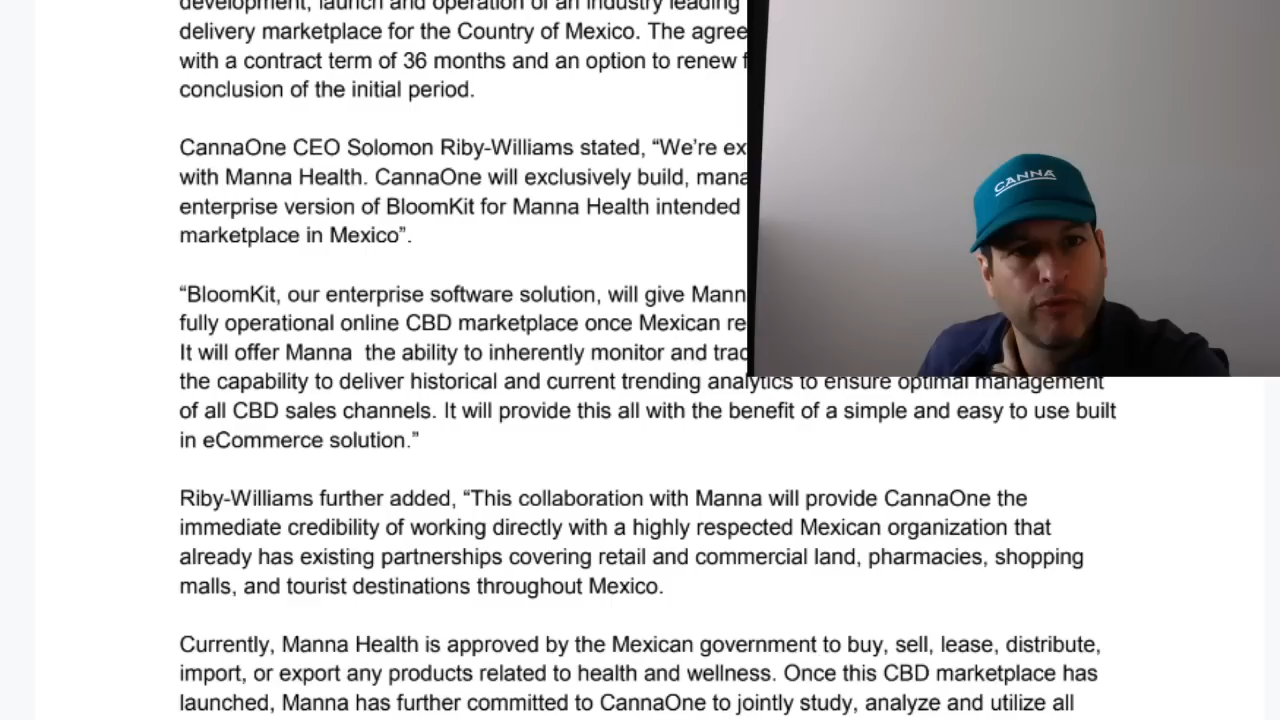 development, launch and operation of an industry leading
delivery marketplace for the Country of Mexico. The agree
with a contract term of 36 months and an option to renew f
conclusion of the initial period.
CannaOne CEO Solomon Riby-Williams stated, “We’re ex
with Manna Health. CannaOne will exclusively build, mana
enterprise version of BloomKit for Manna Health intended
marketplace in Mexico”.
CANNA
“BloomKit, our enterprise software solution, will give Mann
fully operational online CBD marketplace once Mexican re
It will offer Manna  the ability to inherently monitor and trac
the capability to deliver historical and current trending analytics to ensure optimal management
of all CBD sales channels. It will provide this all with the benefit of a simple and easy to use built
in eCommerce solution.”
Riby-Williams further added, “This collaboration with Manna will provide CannaOne the
immediate credibility of working directly with a highly respected Mexican organization that
already has existing partnerships covering retail and commercial land, pharmacies, shopping
malls, and tourist destinations throughout Mexico.
Currently, Manna Health is approved by the Mexican government to buy, sell, lease, distribute,
import, or export any products related to health and wellness. Once this CBD marketplace has
launched, Manna has further committed to CannaOne to jointly study, analyze and utilize all